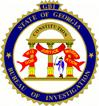 GBI
STATE OF GEORGIA
CONSTITUTION
BUREAU OF INVESTIGATION